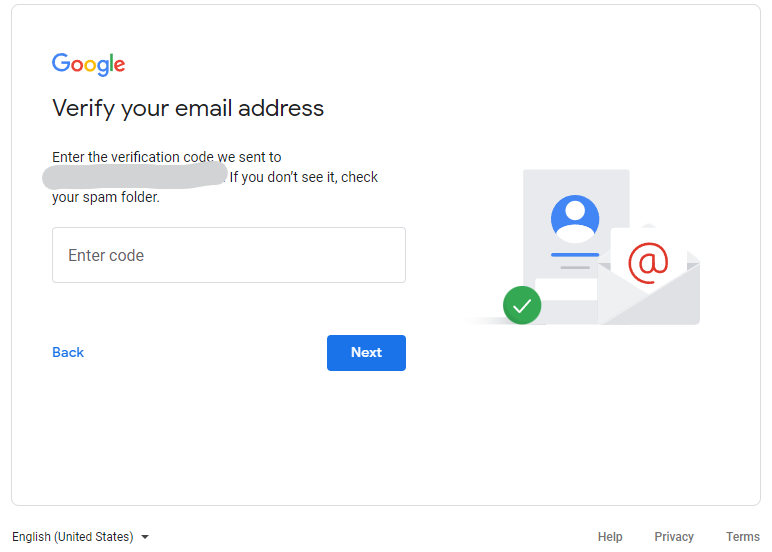 Google
Verify your email address
Enter the verification code we sent to
If you don't see it, check
your spam folder.
Enter code
@
Back
Next
English (United States)
Help
Privacy
Terms